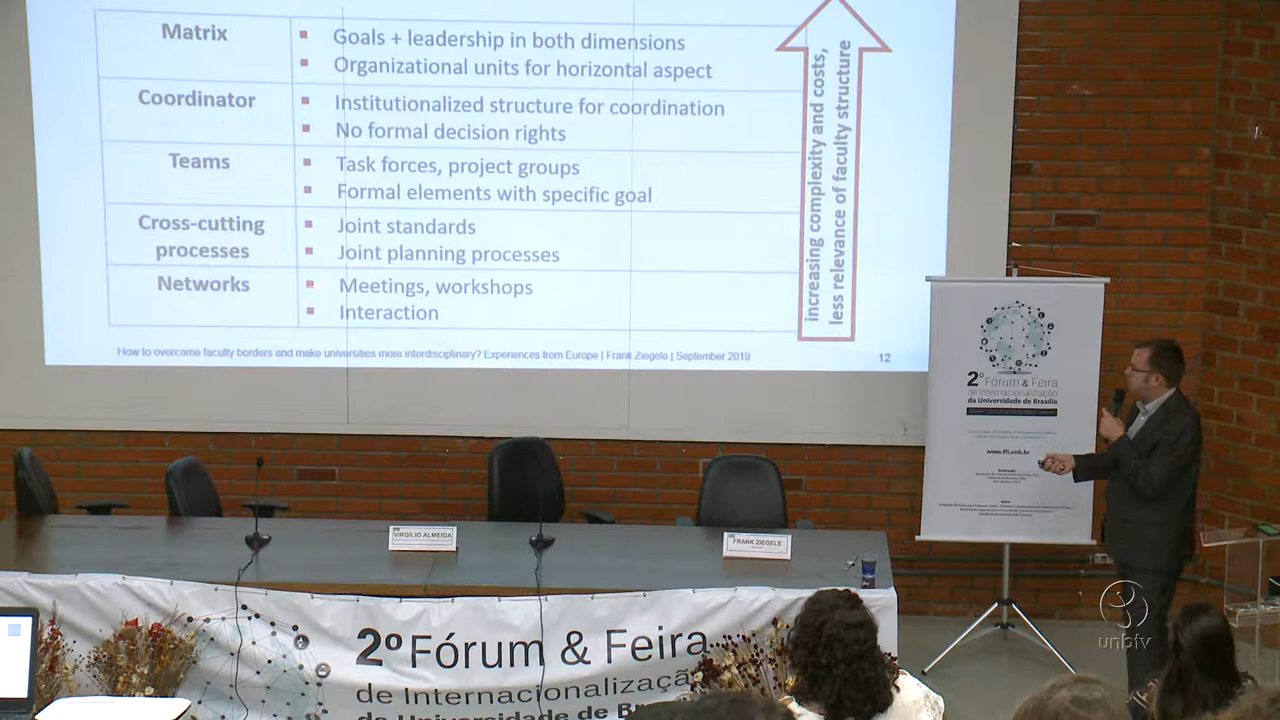 Matrix
Goals + leadership in both dimensions
Organizational units for horizontal aspect
Coordinator
Institutionalized structure for coordination
No formal decision rights
Teams
Task forces, project groups
Formal elements with specific goal
Cross-cutting
processes
Joint standards
Joint planning processes
Networks
Meetings, workshops
Interaction
increasing complexity and costs,
less relevance of faculty structure
How to overcome faculty borders and make universities more interdisciplinary? Experiences from Europe | Frank Ziegele | September 2019
12
2º Fórum & Feira
de Internacionalização
da Universidade de Brasília
www.ffi.unb.br
VIRGÍLIO ALMEIDA
FRANK ZIEGELE
2º Fórum & Feira
de Internacionalização
da Universidade de B
unbtv